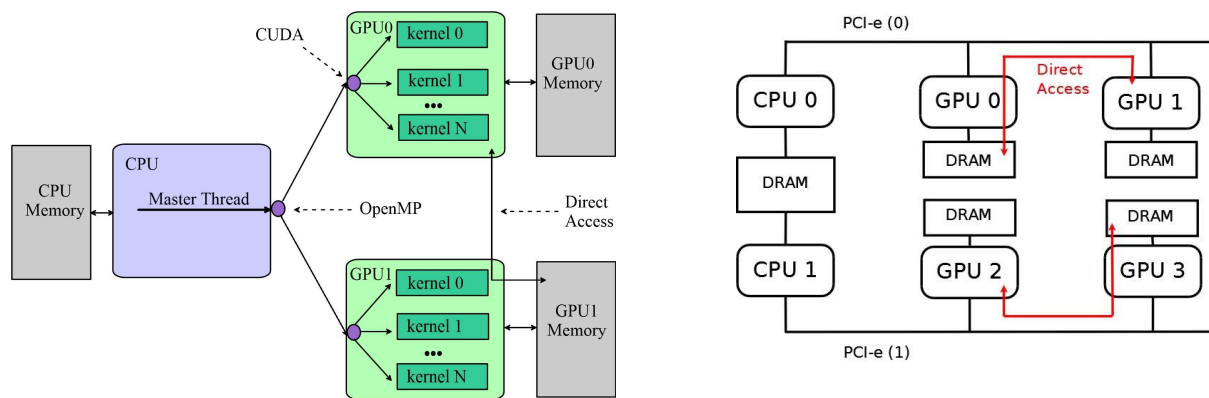 CUDA
GPU0
kernel 0
kernel 1
•••
kernel N
GPU0
Memory
CPU
Memory
CPU
Master Thread
OpenMP
Direct
Access
GPU1
kernel 0
kernel 1
•••
kernel N
GPU1
Memory
PCI-e (0)
CPU 0
GPU 0
Direct
Access
GPU 1
DRAM
DRAM
DRAM
DRAM
DRAM
CPU 1
GPU 2
GPU 3
PCI-e (1)